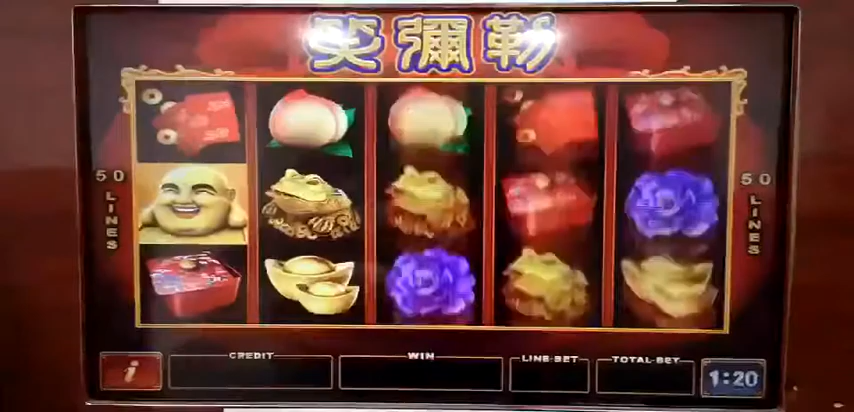 笑彌勒
50 LINES
50 LINES
i
CREDIT
WIN
LINE-BET
TOTAL-BET
1:20